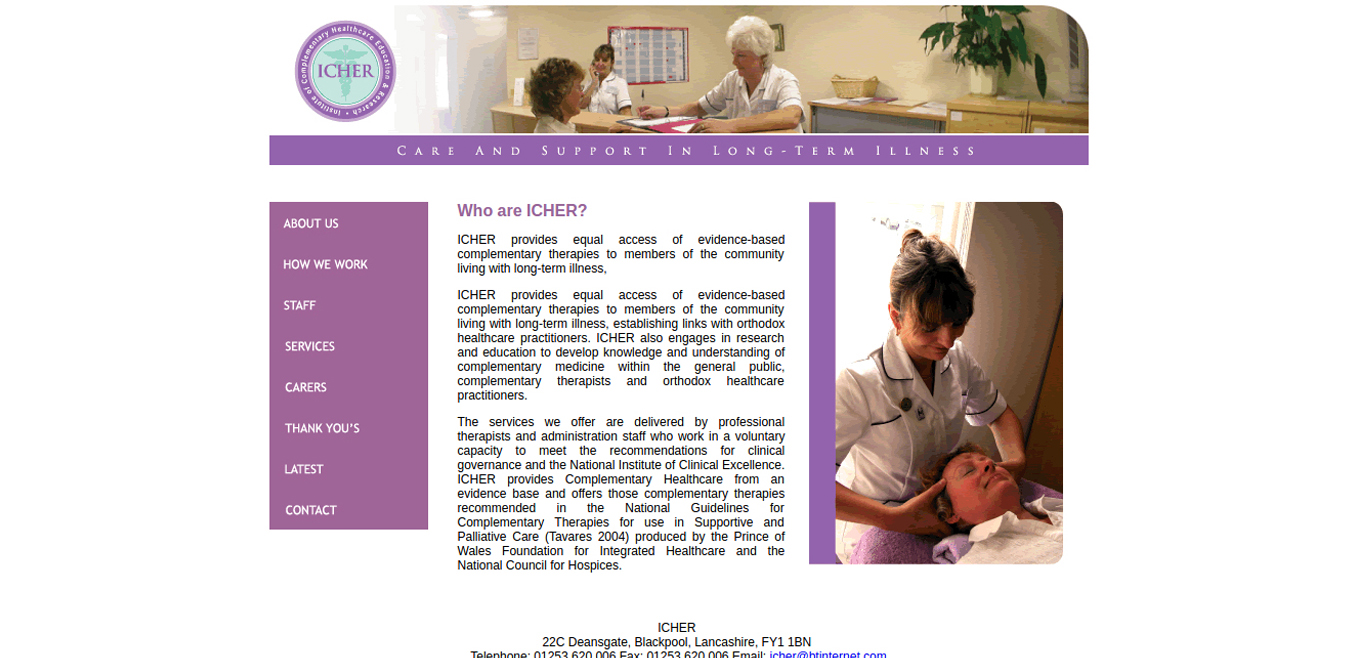 Institute of Complementary Healthcare Education & Research •
ICHER
Care And Support In Long-Term Illness
ABOUT US
HOW WE WORK
STAFF
SERVICES
CARERS
THANK YOU'S
LATEST
CONTACT
Who are ICHER?
ICHER provides equal access of evidence-based
complementary therapies to members of the community
living with long-term illness,
ICHER provides equal access of evidence-based
complementary therapies to members of the community
living with long-term illness, establishing links with orthodox
healthcare practitioners. ICHER also engages in research
and education to develop knowledge and understanding of
complementary medicine within the general public,
complementary therapists and orthodox healthcare
practitioners.
The services we offer are delivered by professional
therapists and administration staff who work in a voluntary
capacity to meet the recommendations for clinical
governance and the National Institute of Clinical Excellence.
ICHER provides Complementary Healthcare from an
evidence base and offers those complementary therapies
recommended in the National Guidelines for
Complementary Therapies for use in Supportive and
Palliative Care (Tavares 2004) produced by the Prince of
Wales Foundation for Integrated Healthcare and the
National Council for Hospices.
ICHER
22C Deansgate, Blackpool, Lancashire, FY1 1BN
Telephone: 01253 620 006 Fax: 01253 620 006 Email: icher@btinternet.com